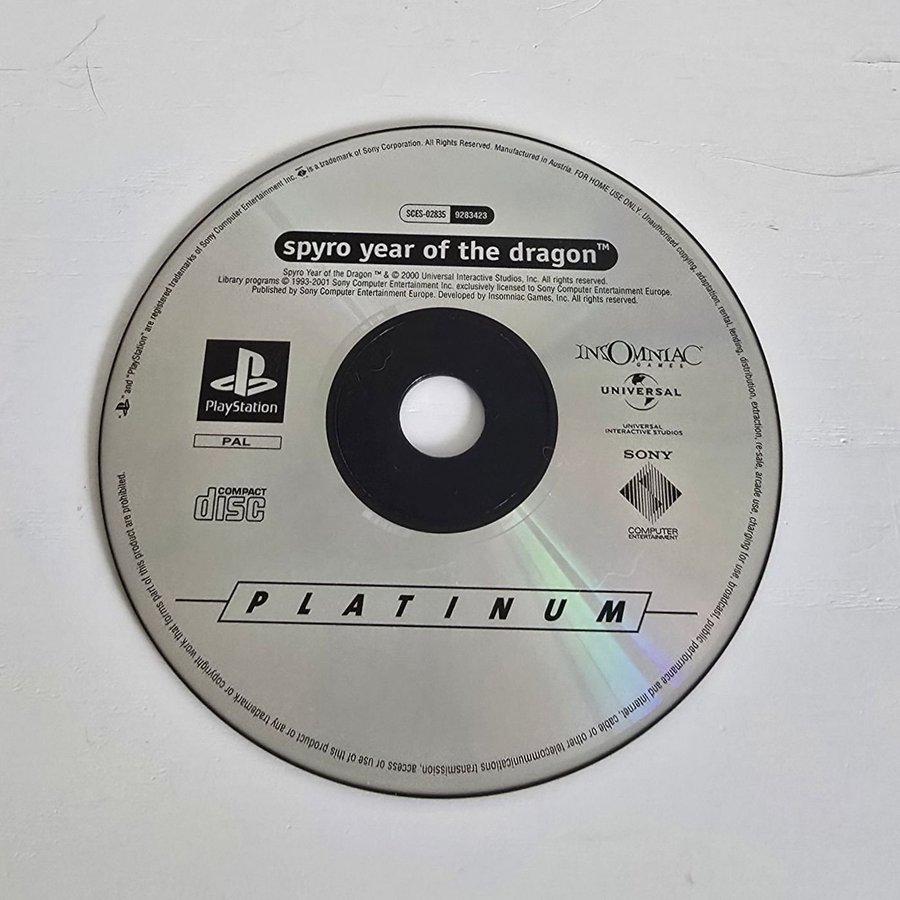 "PlayStation" and "PlayStation" are registered trademarks of Sony Computer Entertainment Inc. is a trademark of Sony Corporation. All Rights Reserved. Manufactured in Austria. FOR HOME USE ONLY. Unauthorised copying, adaptation, rental, lending, distribution, extraction, re-sale, arcade use, charging for use, broadcast, public performance and internet, cable or other telecommunications transmission, access or use of this product or any trademark or copyright work that forms part of this product are prohibited.
SCES-02835 9283423
spyro year of the dragon™
Spyro Year of the Dragon ™ & © 2000 Universal Interactive Studios, Inc. All rights reserved.
Library programs © 1993-2001 Sony Computer Entertainment Inc. exclusively licensed to Sony Computer Entertainment Europe.
Published by Sony Computer Entertainment Europe. Developed by Insomniac Games, Inc. All rights reserved.
PlayStation
PAL
COMPACT
disc
INSOMNIAC
GAMES
UNIVERSAL
UNIVERSAL
INTERACTIVE STUDIOS
SONY
COMPUTER
ENTERTAINMENT
PLATINUM